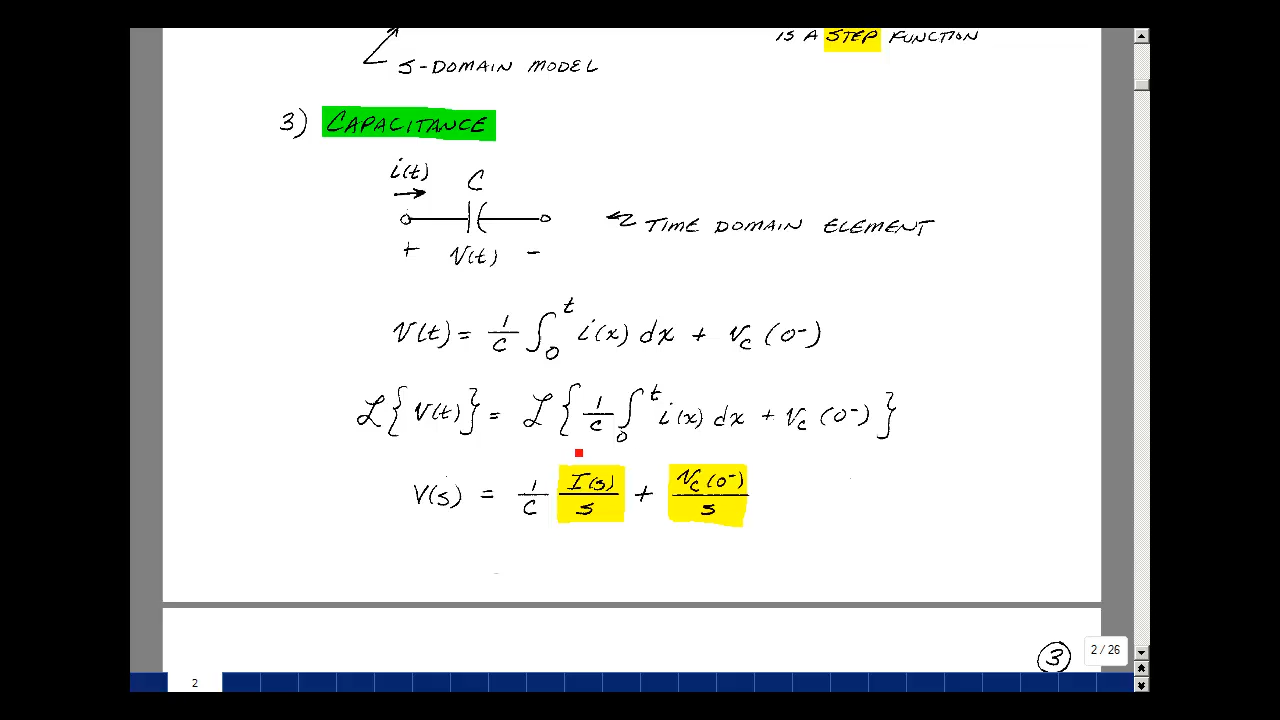 IS A STEP FUNCTION
S-DOMAIN MODEL
3) CAPACITANCE
i(t)
C
+ V(t) -
TIME DOMAIN ELEMENT
V(t) = 1/C ∫₀ᵗ i(x) dx + Vc (0⁻)
ℒ{V(t)} = ℒ{1/C ∫₀ᵗ i(x) dx + Vc (0⁻)}
V(s) = 1/C I(s)/s + Vc(0⁻)/s
3
2 / 26
2